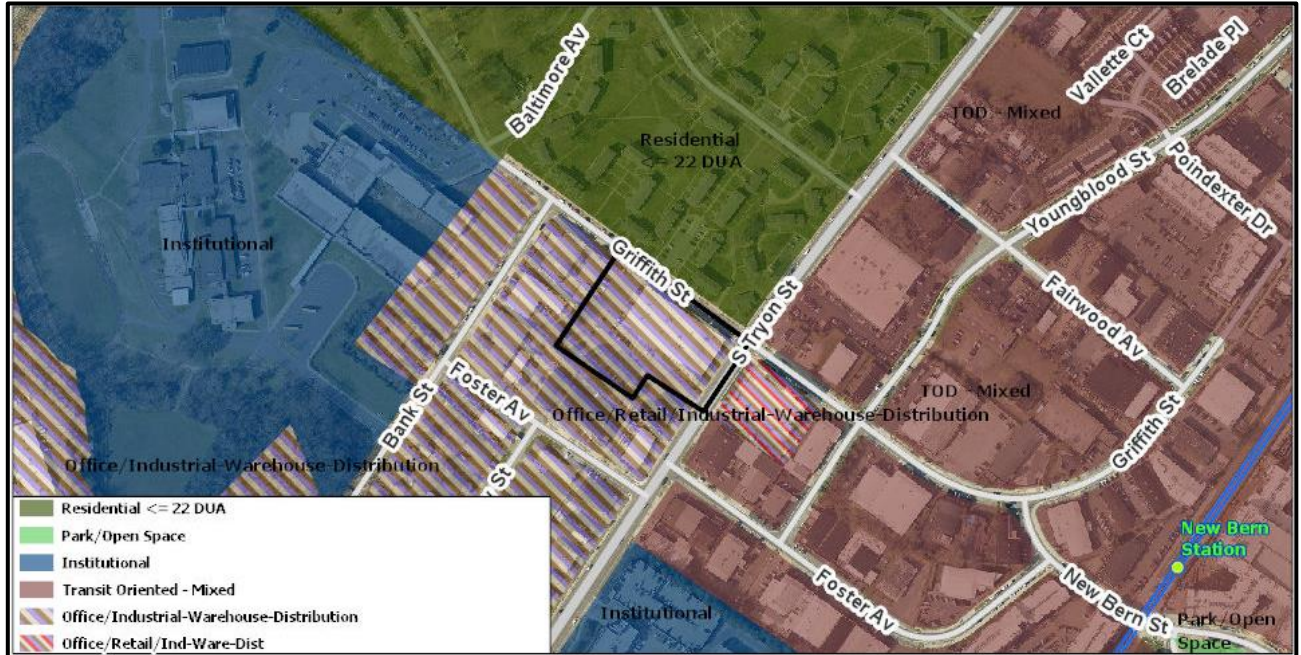 Baltimore Av
Vallette Ct
Brelade Pl
TOD - Mixed
Residential
<= 22 DUA
Youngblood St
Poindexter Dr
Institutional
Griffith St
S Tryon St
Fairwood Av
TOD - Mixed
Foster Av
Office/Retail/Industrial-Warehouse-Distribution
Bank St
Griffith St
Office/Industrial-Warehouse-Distribution
St
Residential <= 22 DUA
Park/Open Space
Institutional
Transit Oriented - Mixed
Office/Industrial-Warehouse-Distribution
Office/Retail/Ind-Ware-Dist
New Bern
Station
Foster Av
New Bern St
Institutional
Park/Open
Space